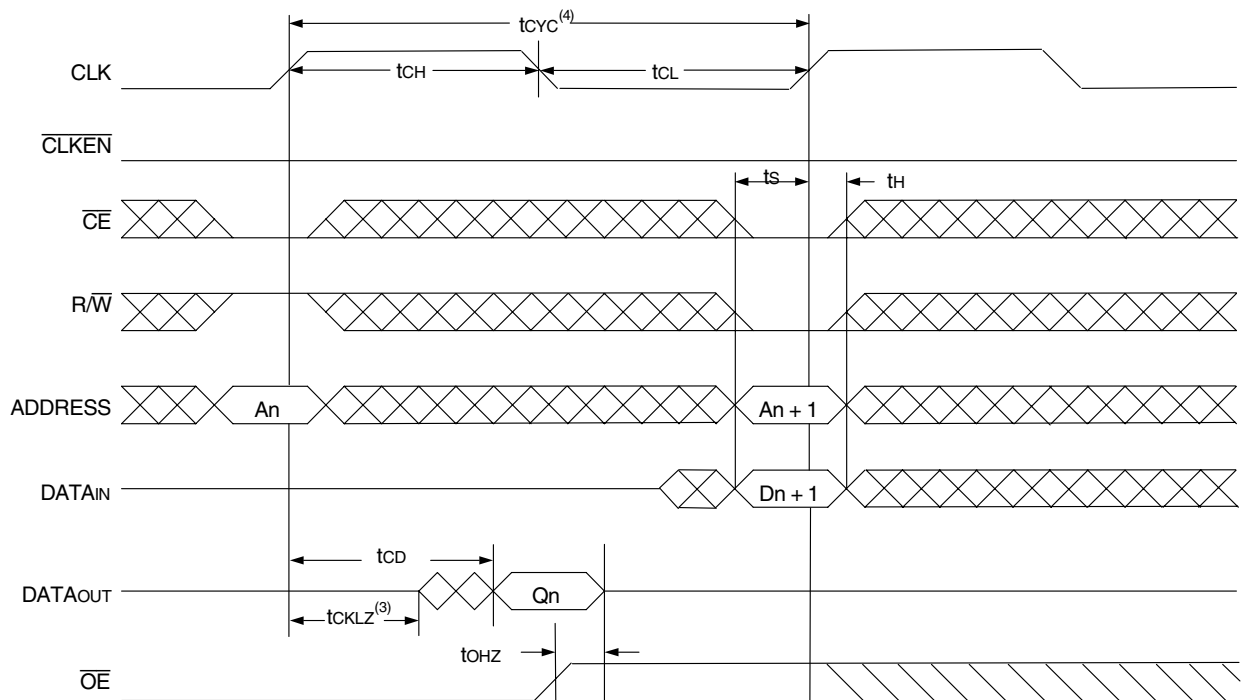 tCYC(4)
CLK
tCH
tCL
CLKEN
tS
tH
CE
R/W
ADDRESS
An
An + 1
DATAIN
Dn + 1
tCD
DATAOUT
Qn
tCKLZ(3)
tOHZ
OE